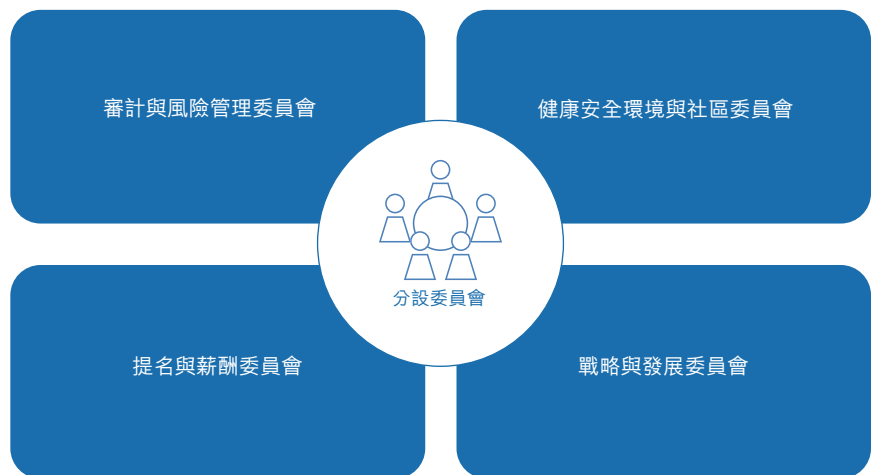 審計與風險管理委員會
健康安全環境與社區委員會
分設委員會
提名與薪酬委員會
戰略與發展委員會